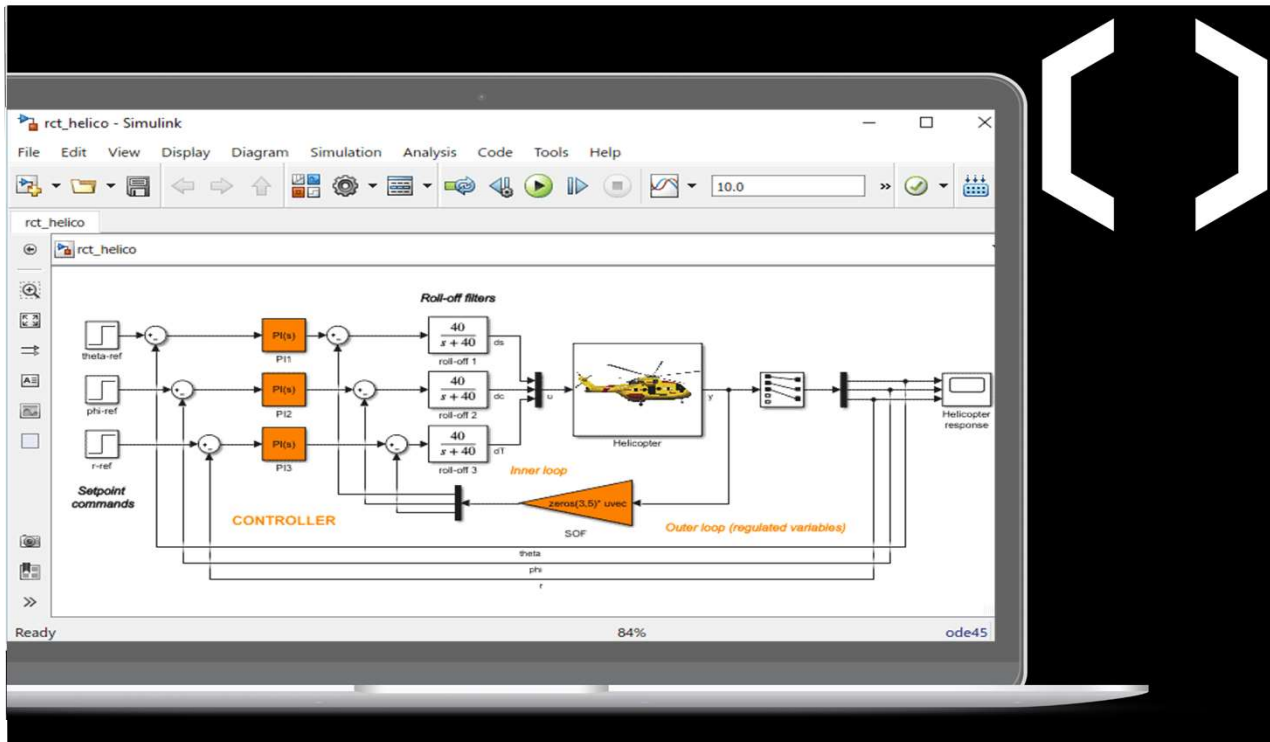 rct_helico - Simulink
File Edit View Display Diagram Simulation Analysis Code Tools Help
10.0
rct_helico
rct_helico
Roll-off filters
theta-ref
PI(s)
PI1
40
s + 40
roll-off 1
ds
phi-ref
PI(s)
PI2
40
s + 40
roll-off 2
dc
u
Helicopter
y
Helicopter
response
r-ref
PI(s)
PI3
40
s + 40
roll-off 3
dT
Inner loop
Setpoint
commands
CONTROLLER
zeros(3,5)* uvec
SOF
Outer loop (regulated variables)
theta
phi
r
Ready 84% ode45